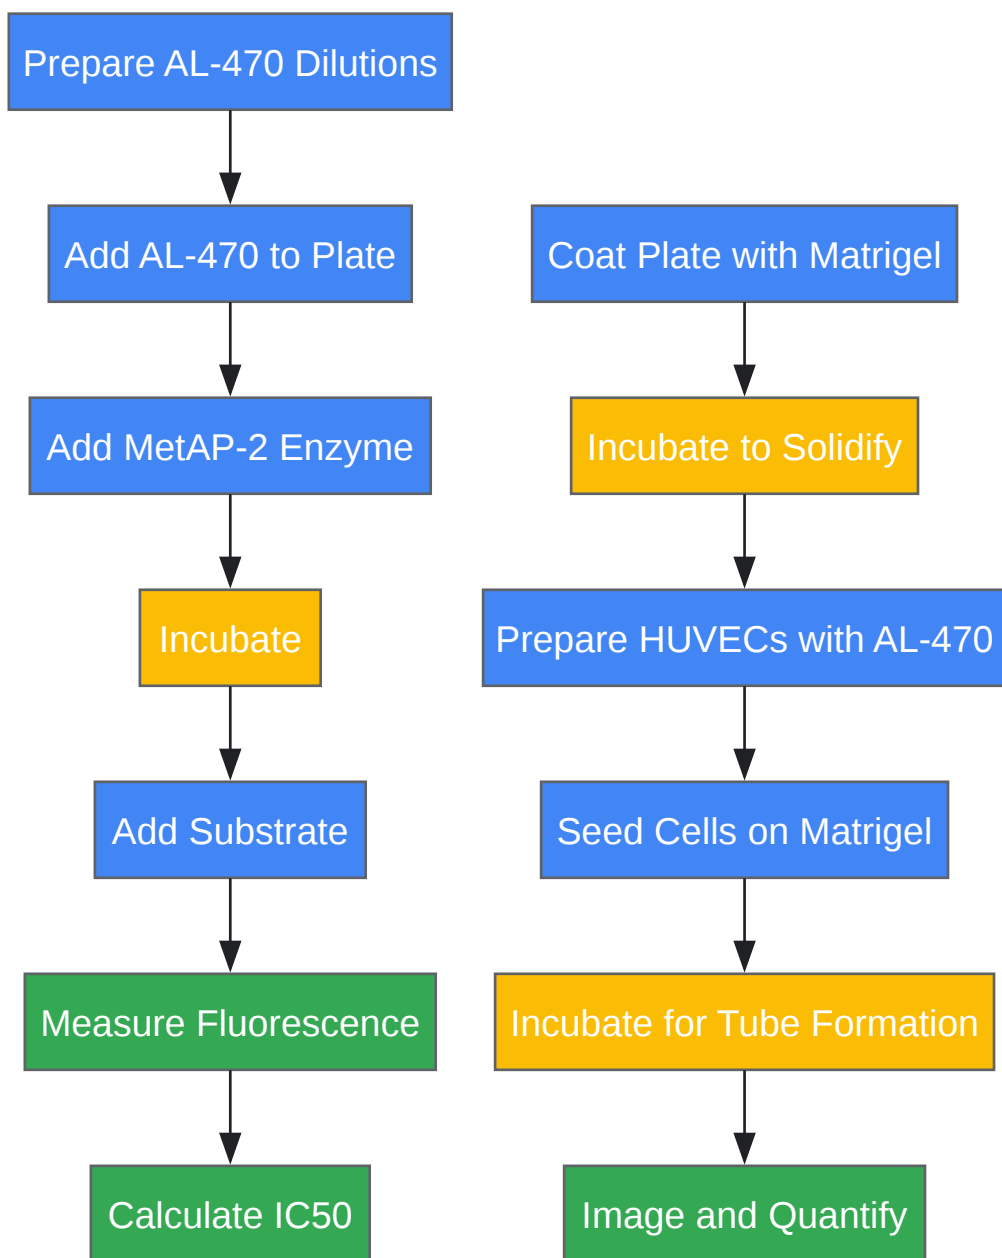 Prepare AL-470 Dilutions
Add AL-470 to Plate
Add MetAP-2 Enzyme
Incubate
Add Substrate
Measure Fluorescence
Calculate IC50
Coat Plate with Matrigel
Incubate to Solidify
Prepare HUVECs with AL-470
Seed Cells on Matrigel
Incubate for Tube Formation
Image and Quantify